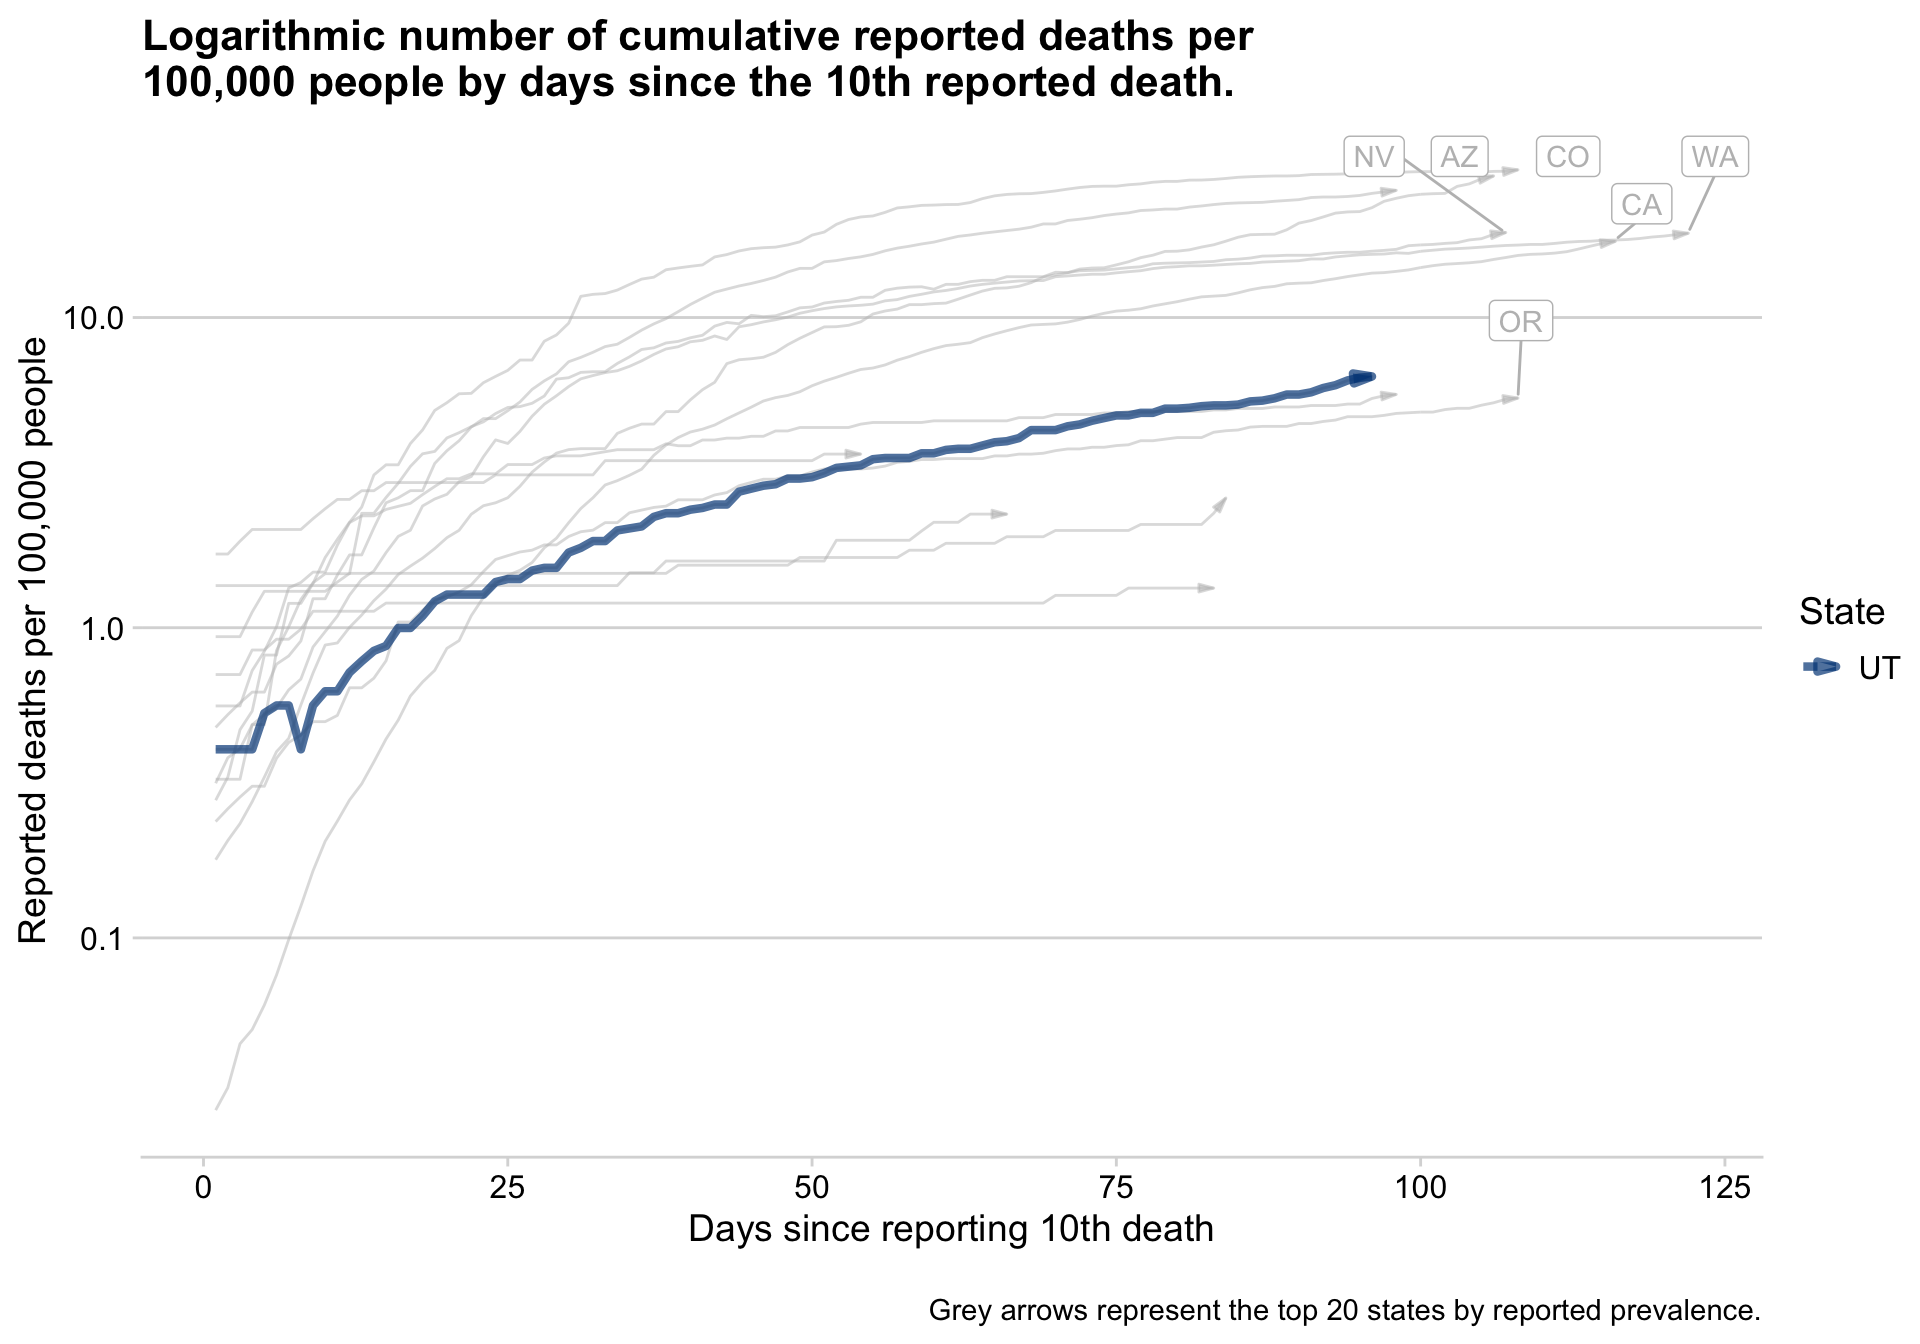 Logarithmic number of cumulative reported deaths per
100,000 people by days since the 10th reported death.
NV
AZ
CO
WA
CA
OR
10.0
1.0
0.1
Reported deaths per 100,000 people
State
UT
0
25
50
75
100
125
Days since reporting 10th death
Grey arrows represent the top 20 states by reported prevalence.